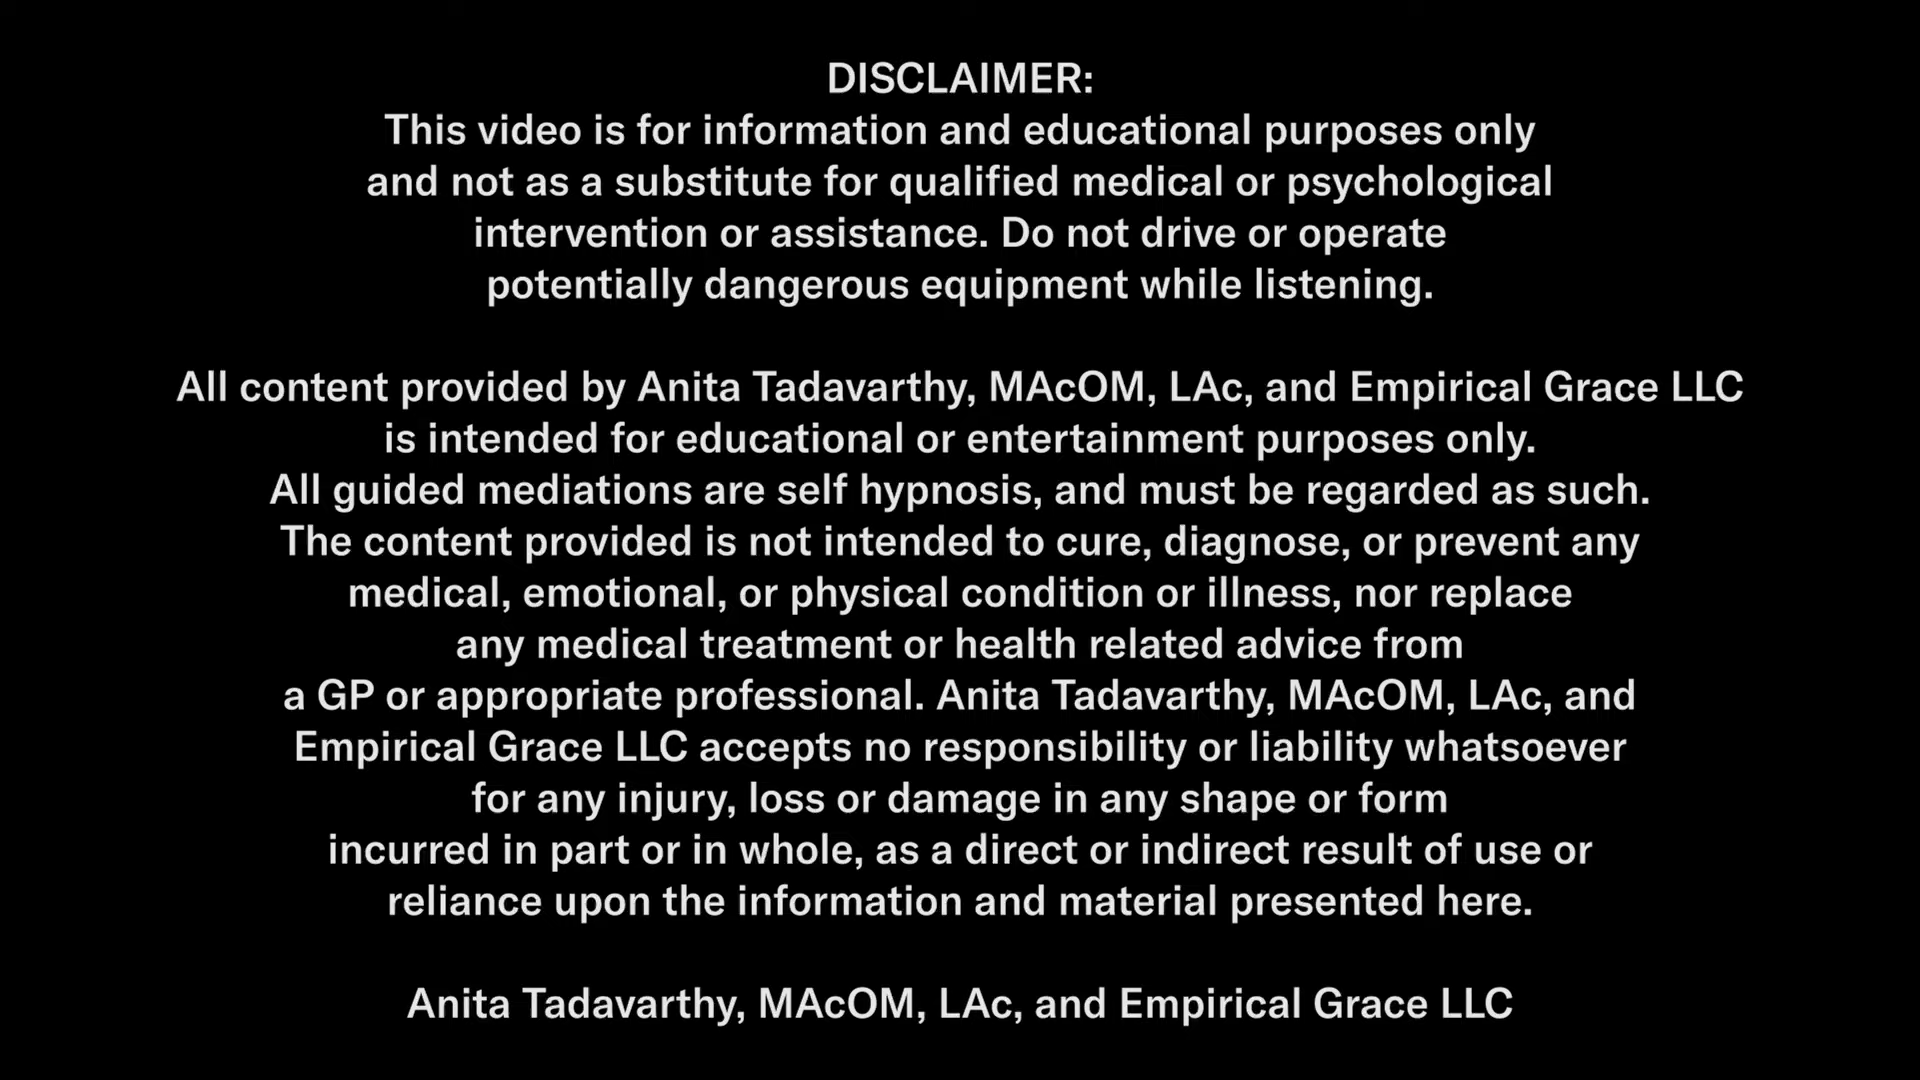 DISCLAIMER:
This video is for information and educational purposes only
and not as a substitute for qualified medical or psychological
intervention or assistance. Do not drive or operate
potentially dangerous equipment while listening.
All content provided by Anita Tadavarthy, MAcOM, LAc, and Empirical Grace LLC
is intended for educational or entertainment purposes only.
All guided mediations are self hypnosis, and must be regarded as such.
The content provided is not intended to cure, diagnose, or prevent any
medical, emotional, or physical condition or illness, nor replace
any medical treatment or health related advice from
a GP or appropriate professional. Anita Tadavarthy, MAcOM, LAc, and
Empirical Grace LLC accepts no responsibility or liability whatsoever
for any injury, loss or damage in any shape or form
incurred in part or in whole, as a direct or indirect result of use or
reliance upon the information and material presented here.
Anita Tadavarthy, MAcOM, LAc, and Empirical Grace LLC